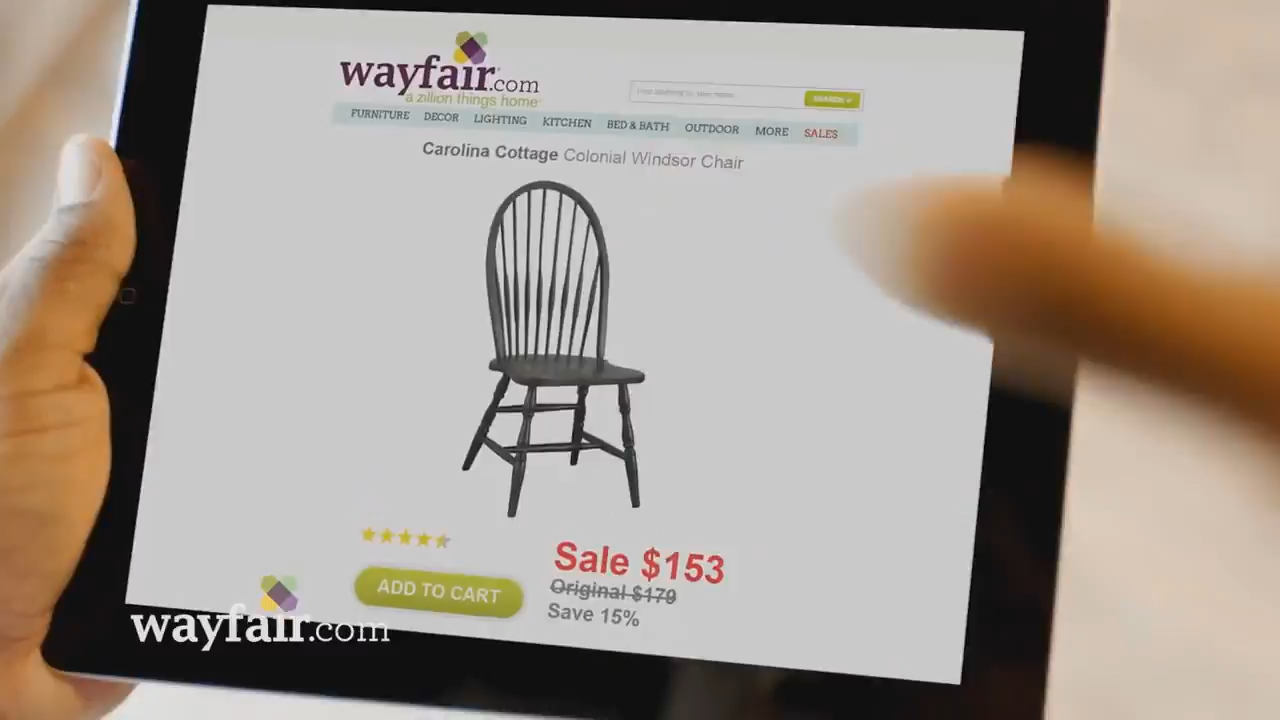 wayfair.com
a zillion things home
SEARCH
FURNITURE DECOR LIGHTING KITCHEN BED & BATH OUTDOOR MORE SALES
Carolina Cottage Colonial Windsor Chair
Sale $153
ADD TO CART
Original $179
Save 15%
wayfair.com